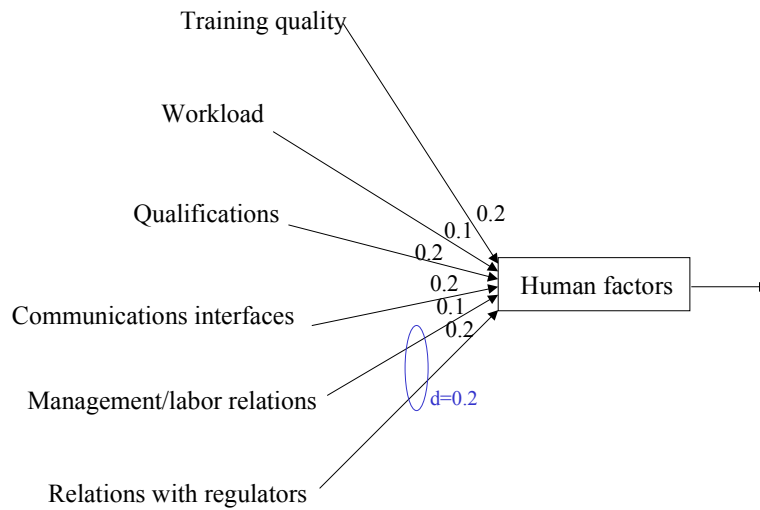 Training quality
Workload
0.2
Qualifications
0.1
0.2
Human factors
0.2
Communications interfaces
0.1
0.2
Management/labor relations
d=0.2
Relations with regulators